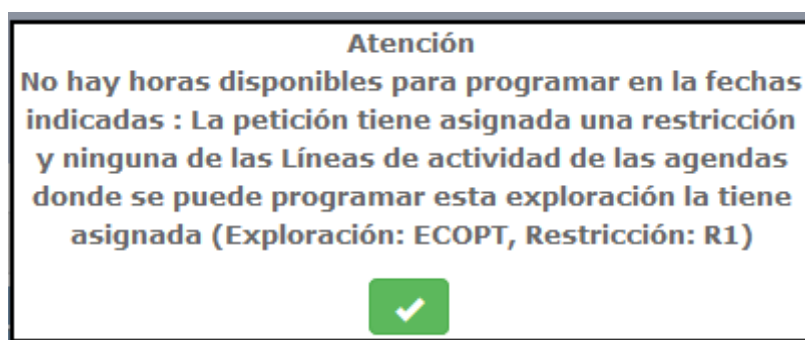 Atención
No hay horas disponibles para programar en la fechas
indicadas : La petición tiene asignada una restricción
y ninguna de las Líneas de actividad de las agendas
donde se puede programar esta exploración la tiene
asignada (Exploración: ECOPT, Restricción: R1)